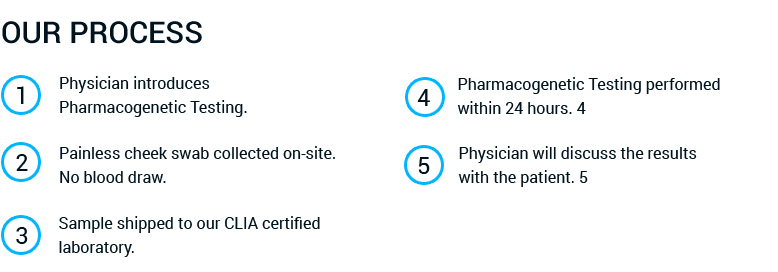 OUR PROCESS
1
Physician introduces
Pharmacogenetic Testing.
2
Painless cheek swab collected on-site.
No blood draw.
3
Sample shipped to our CLIA certified
laboratory.
4
Pharmacogenetic Testing performed
within 24 hours. 4
5
Physician will discuss the results
with the patient. 5